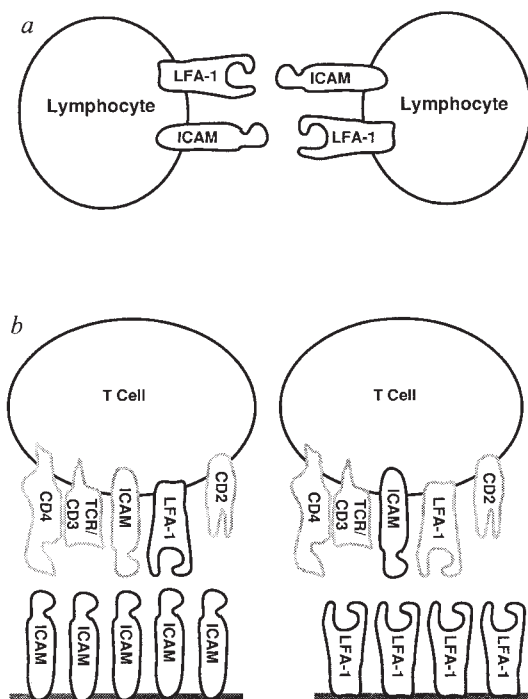 a
LFA-1
ICAM
Lymphocyte
Lymphocyte
ICAM
LFA-1
b
T Cell
T Cell
CD4
TCR/
CD3
ICAM
LFA-1
CD2
CD4
TCR/
CD3
ICAM
LFA-1
CD2
ICAM
ICAM
ICAM
ICAM
ICAM
LFA-1
LFA-1
LFA-1
LFA-1